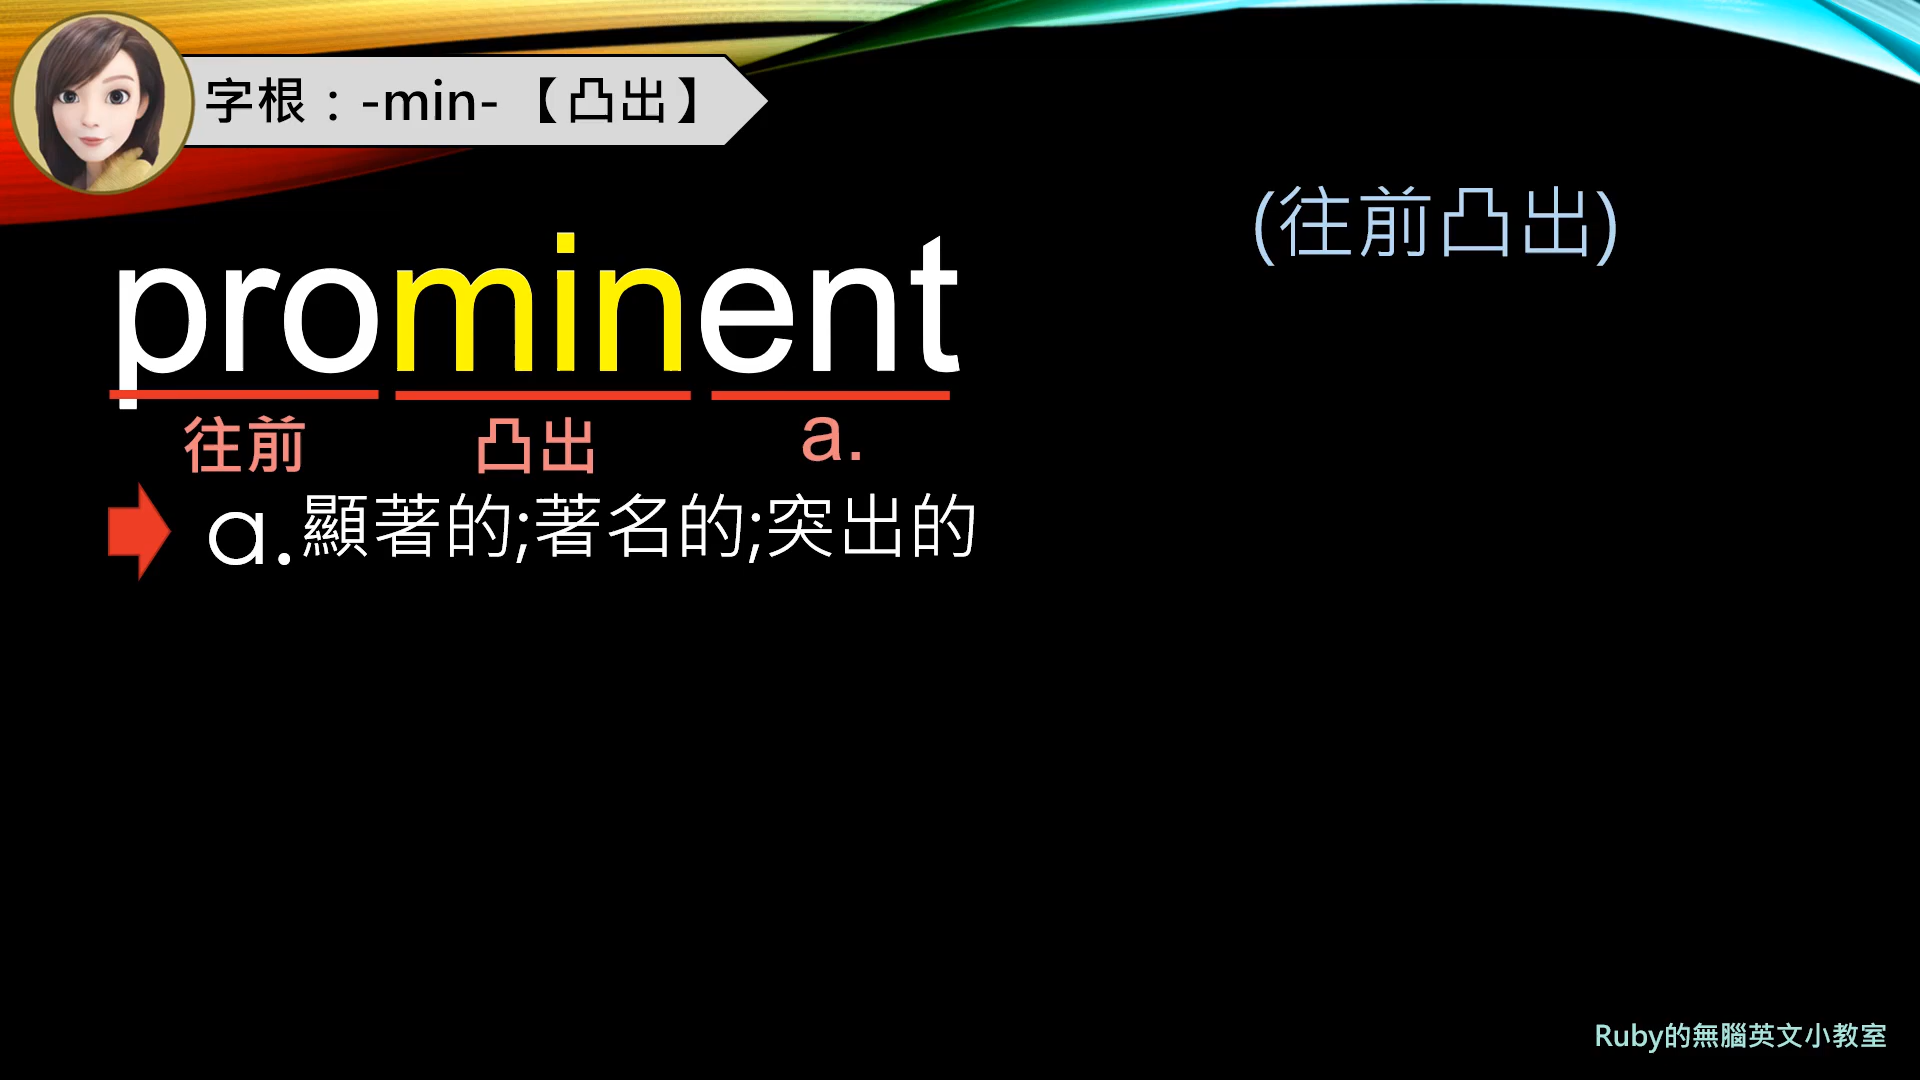 字根：-min-【凸出】
(往前凸出)
prominent
往前 凸出 a.
a.顯著的;著名的;突出的
Ruby的無腦英文小教室